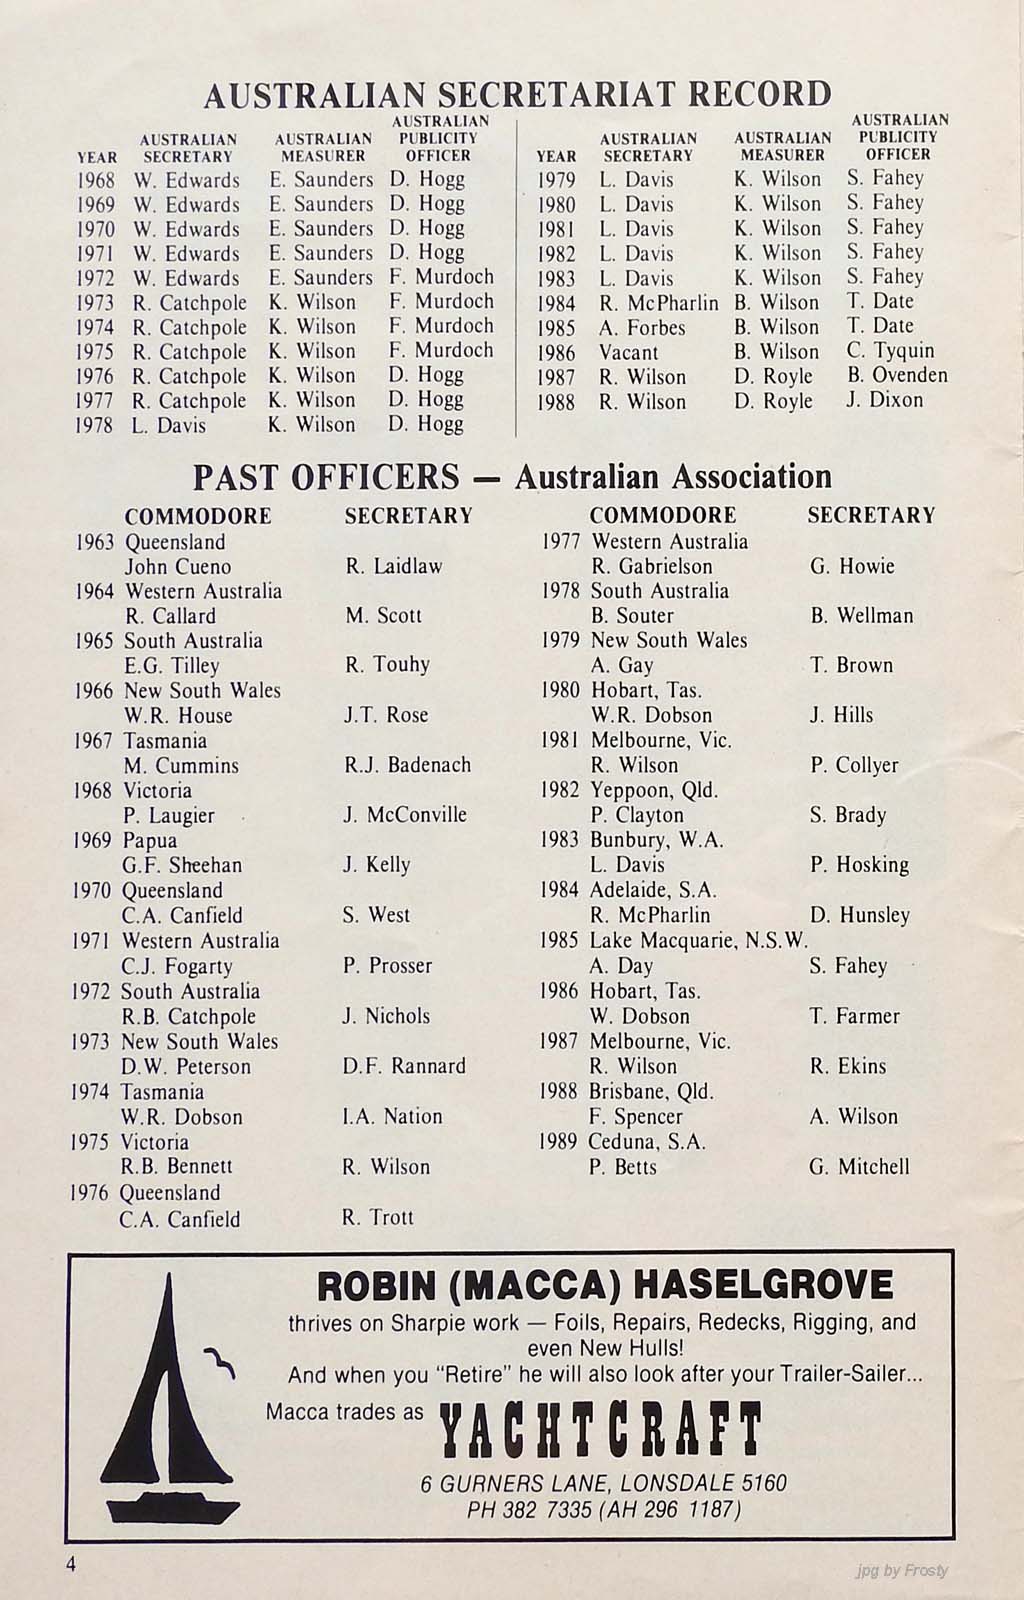 AUSTRALIAN SECRETARIAT RECORD
YEAR AUSTRALIAN SECRETARY AUSTRALIAN MEASURER AUSTRALIAN PUBLICITY OFFICER
1968 W. Edwards E. Saunders D. Hogg
1969 W. Edwards E. Saunders D. Hogg
1970 W. Edwards E. Saunders D. Hogg
1971 W. Edwards E. Saunders D. Hogg
1972 W. Edwards E. Saunders F. Murdoch
1973 R. Catchpole K. Wilson F. Murdoch
1974 R. Catchpole K. Wilson F. Murdoch
1975 R. Catchpole K. Wilson F. Murdoch
1976 R. Catchpole K. Wilson D. Hogg
1977 R. Catchpole K. Wilson D. Hogg
1978 L. Davis K. Wilson D. Hogg
YEAR AUSTRALIAN SECRETARY AUSTRALIAN MEASURER AUSTRALIAN PUBLICITY OFFICER
1979 L. Davis K. Wilson S. Fahey
1980 L. Davis K. Wilson S. Fahey
1981 L. Davis K. Wilson S. Fahey
1982 L. Davis K. Wilson S. Fahey
1983 L. Davis K. Wilson S. Fahey
1984 R. McPharlin B. Wilson T. Date
1985 A. Forbes B. Wilson T. Date
1986 Vacant B. Wilson C. Tyquin
1987 R. Wilson D. Royle B. Ovenden
1988 R. Wilson D. Royle J. Dixon
PAST OFFICERS — Australian Association
COMMODORE SECRETARY
1963 Queensland
John Cueno R. Laidlaw
1964 Western Australia
R. Callard M. Scott
1965 South Australia
E.G. Tilley R. Touhy
1966 New South Wales
W.R. House J.T. Rose
1967 Tasmania
M. Cummins R.J. Badenach
1968 Victoria
P. Laugier J. McConville
1969 Papua
G.F. Sheehan J. Kelly
1970 Queensland
C.A. Canfield S. West
1971 Western Australia
C.J. Fogarty P. Prosser
1972 South Australia
R.B. Catchpole J. Nichols
1973 New South Wales
D.W. Peterson D.F. Rannard
1974 Tasmania
W.R. Dobson I.A. Nation
1975 Victoria
R.B. Bennett R. Wilson
1976 Queensland
C.A. Canfield R. Trott
COMMODORE SECRETARY
1977 Western Australia
R. Gabrielson G. Howie
1978 South Australia
B. Souter B. Wellman
1979 New South Wales
A. Gay T. Brown
1980 Hobart, Tas.
W.R. Dobson J. Hills
1981 Melbourne, Vic.
R. Wilson P. Collyer
1982 Yeppoon, Qld.
P. Clayton S. Brady
1983 Bunbury, W.A.
L. Davis P. Hosking
1984 Adelaide, S.A.
R. McPharlin D. Hunsley
1985 Lake Macquarie, N.S.W.
A. Day S. Fahey
1986 Hobart, Tas.
W. Dobson T. Farmer
1987 Melbourne, Vic.
R. Wilson R. Ekins
1988 Brisbane, Qld.
F. Spencer A. Wilson
1989 Ceduna, S.A.
P. Betts G. Mitchell
ROBIN (MACCA) HASELGROVE
thrives on Sharpie work — Foils, Repairs, Redecks, Rigging, and
even New Hulls!
And when you "Retire" he will also look after your Trailer-Sailer...
Macca trades as YACHTCRAFT
6 GURNERS LANE, LONSDALE 5160
PH 382 7335 (AH 296 1187)
4
jpg by Frosty